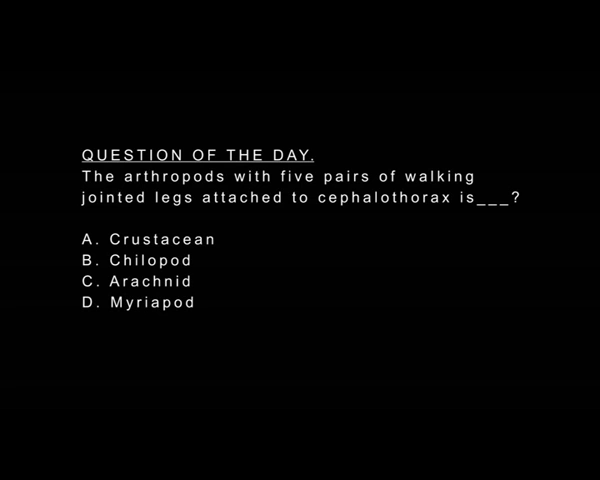 QUESTION OF THE DAY.
The arthropods with five pairs of walking
jointed legs attached to cephalothorax is___?
A. Crustacean
B. Chilopod
C. Arachnid
D. Myriapod